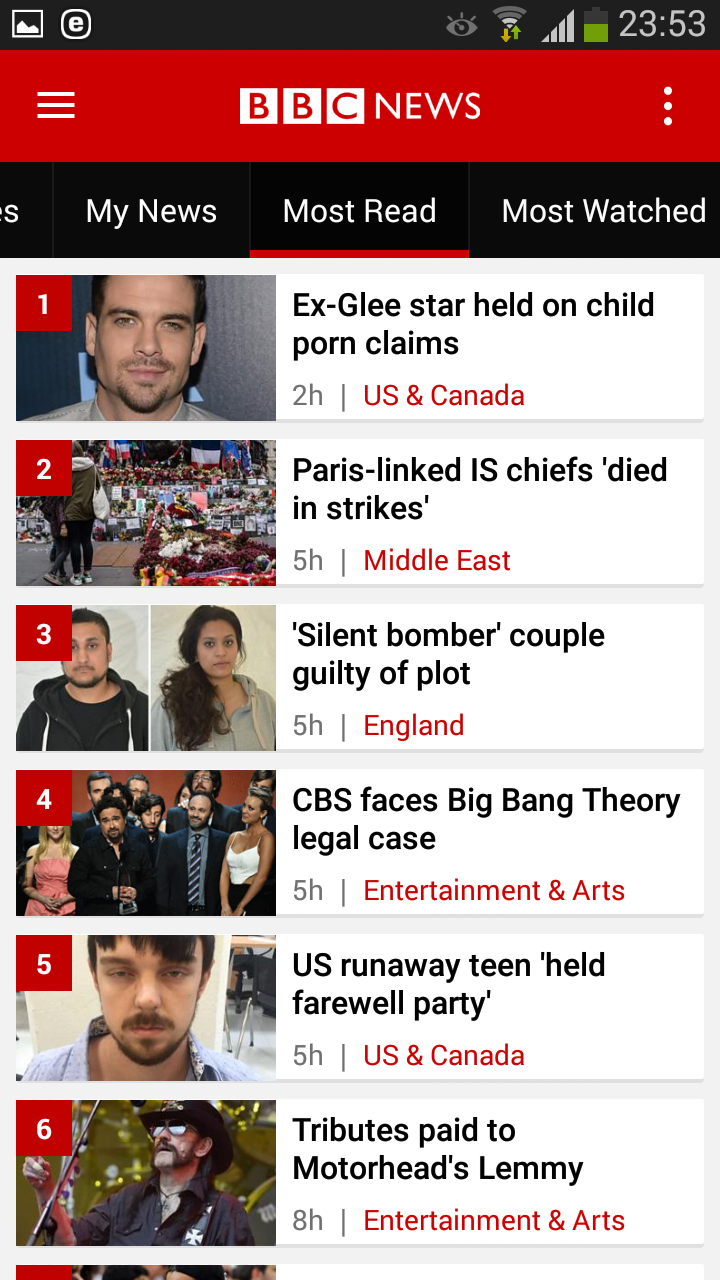 23:53
BBC NEWS
es
My News
Most Read
Most Watched
1
Ex-Glee star held on child
porn claims
2h | US & Canada
2
Paris-linked IS chiefs 'died
in strikes'
5h | Middle East
3
'Silent bomber' couple
guilty of plot
5h | England
4
CBS faces Big Bang Theory
legal case
5h | Entertainment & Arts
5
US runaway teen 'held
farewell party'
5h | US & Canada
6
Tributes paid to
Motorhead's Lemmy
8h | Entertainment & Arts